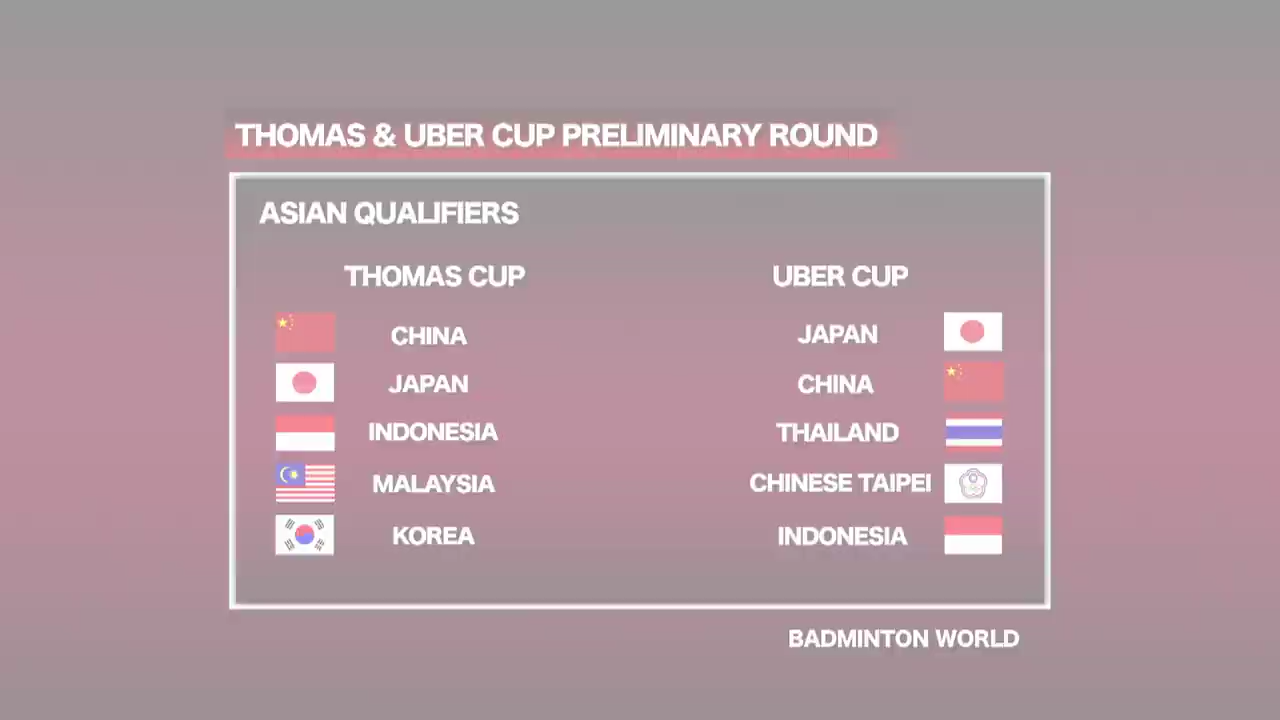 THOMAS & UBER CUP PRELIMINARY ROUND
ASIAN QUALIFIERS
THOMAS CUP
CHINA
JAPAN
INDONESIA
MALAYSIA
KOREA
UBER CUP
JAPAN
CHINA
THAILAND
CHINESE TAIPEI
INDONESIA
BADMINTON WORLD